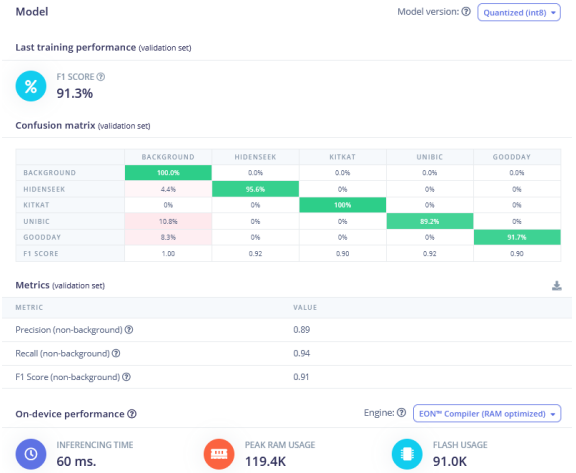 Model Model version: Quantized (int8)
Last training performance (validation set)
% F1 SCORE
91.3%
Confusion matrix (validation set)
BACKGROUND HIDENSEEK KITKAT UNIBIC GOODDAY
BACKGROUND 100.0% 0.0% 0.0% 0.0% 0.0%
HIDENSEEK 4.4% 95.6% 0% 0% 0%
KITKAT 0% 0% 100% 0% 0%
UNIBIC 10.8% 0% 0% 89.2% 0%
GOODDAY 8.3% 0% 0% 0% 91.7%
F1 SCORE 1.00 0.92 0.90 0.92 0.90
Metrics (validation set)
METRIC VALUE
Precision (non-background) ? 0.89
Recall (non-background) ? 0.94
F1 Score (non-background) ? 0.91
On-device performance ? Engine: ? EON™ Compiler (RAM optimized)
INFERENCING TIME PEAK RAM USAGE FLASH USAGE
60 ms. 119.4K 91.0K